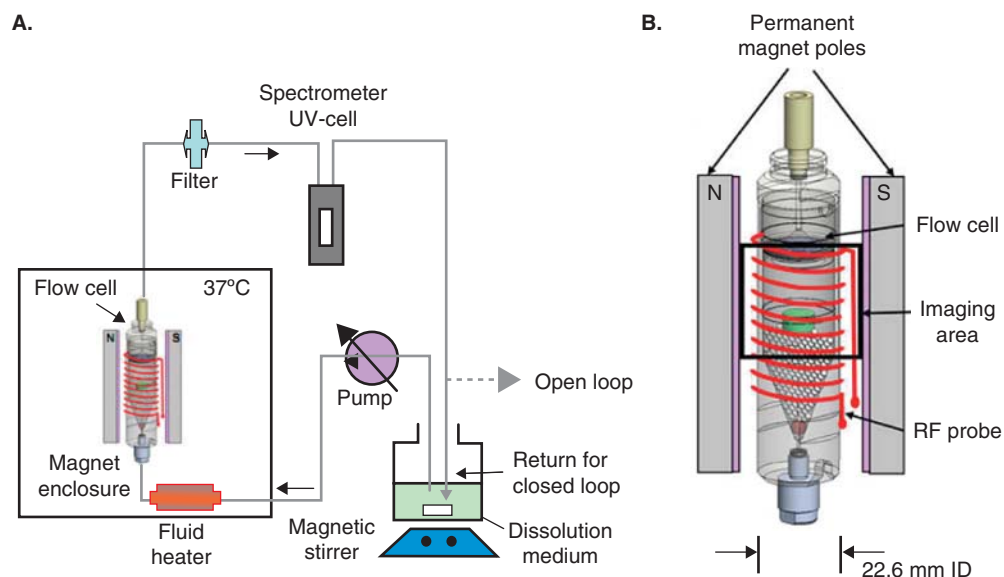 A.
Spectrometer
UV-cell
Filter
Flow cell
37ºC
N
S
Magnet
enclosure
Fluid
heater
Pump
Open loop
Return for
closed loop
Magnetic
stirrer
Dissolution
medium
B.
Permanent
magnet poles
N
S
Flow cell
Imaging
area
RF probe
22.6 mm ID